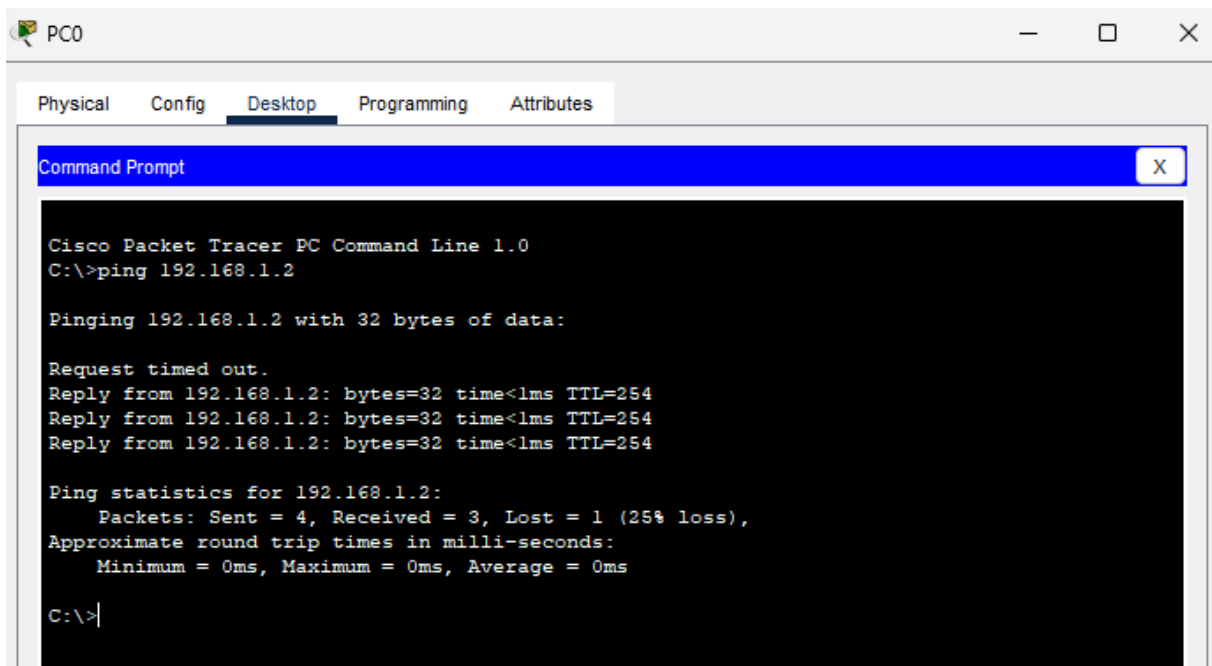 PC0
Physical Config Desktop Programming Attributes
Command Prompt
X
Cisco Packet Tracer PC Command Line 1.0
C:\>ping 192.168.1.2
Pinging 192.168.1.2 with 32 bytes of data:
Request timed out.
Reply from 192.168.1.2: bytes=32 time<1ms TTL=254
Reply from 192.168.1.2: bytes=32 time<1ms TTL=254
Reply from 192.168.1.2: bytes=32 time<1ms TTL=254
Ping statistics for 192.168.1.2:
Packets: Sent = 4, Received = 3, Lost = 1 (25% loss),
Approximate round trip times in milli-seconds:
Minimum = 0ms, Maximum = 0ms, Average = 0ms
C:\>